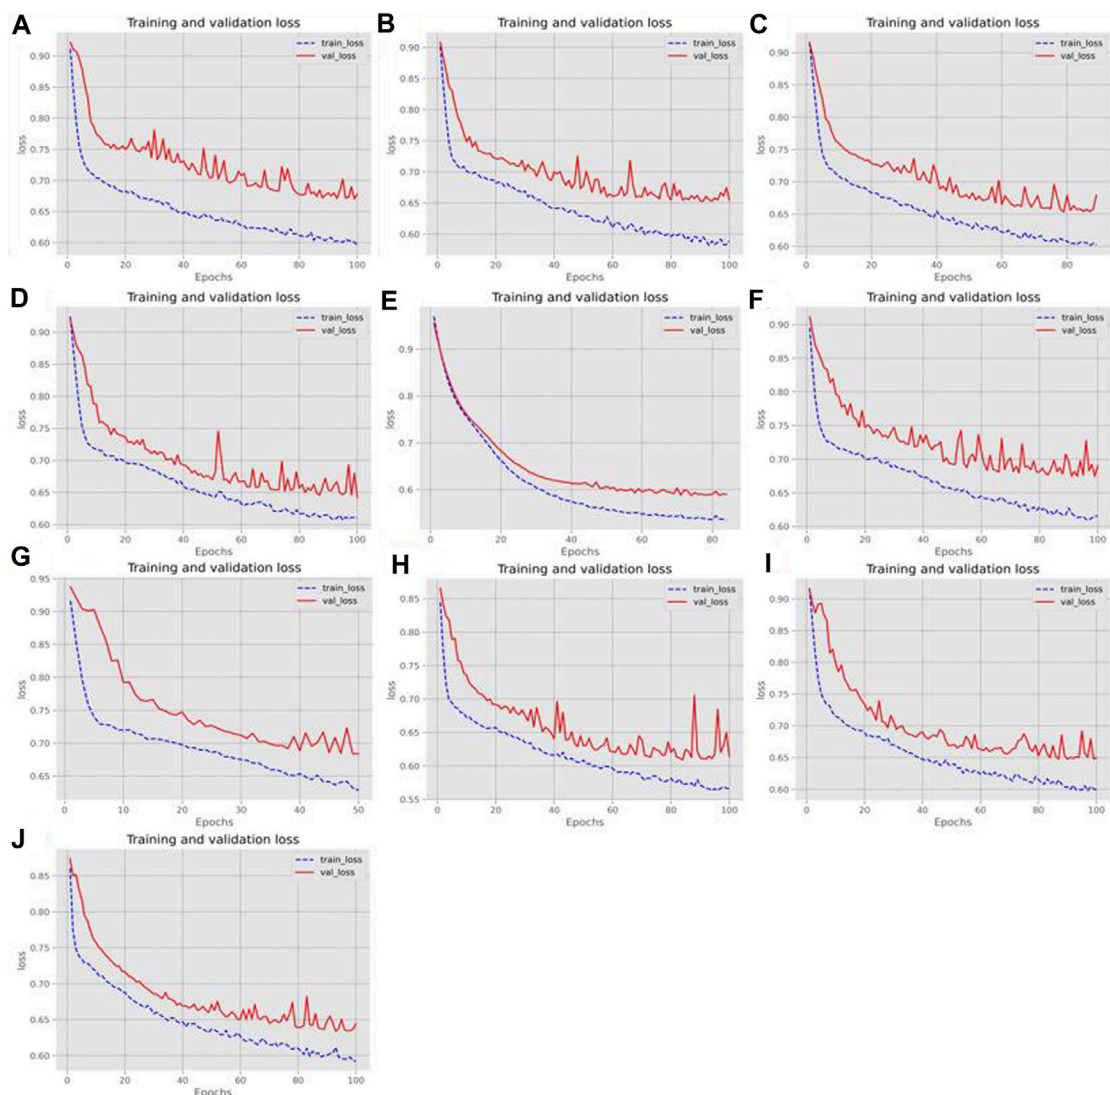 A
Training and validation loss
train_loss
val_loss
0.90
0.85
0.80
0.75
0.70
0.65
0.60
loss
0 20 40 60 80 100
Epochs
B
Training and validation loss
train_loss
val_loss
0.90
0.85
0.80
0.75
0.70
0.65
0.60
loss
0 20 40 60 80 100
Epochs
C
Training and validation loss
train_loss
val_loss
0.90
0.85
0.80
0.75
0.70
0.65
0.60
loss
0 20 40 60 80
Epochs
D
Training and validation loss
train_loss
val_loss
0.90
0.85
0.80
0.75
0.70
0.65
0.60
loss
0 20 40 60 80 100
Epochs
E
Training and validation loss
train_loss
val_loss
0.9
0.8
0.7
0.6
loss
0 20 40 60 80
Epochs
F
Training and validation loss
train_loss
val_loss
0.90
0.85
0.80
0.75
0.70
0.65
0.60
loss
0 20 40 60 80 100
Epochs
G
Training and validation loss
train_loss
val_loss
0.95
0.90
0.85
0.80
0.75
0.70
0.65
loss
0 10 20 30 40 50
Epochs
H
Training and validation loss
train_loss
val_loss
0.85
0.80
0.75
0.70
0.65
0.60
0.55
loss
0 20 40 60 80 100
Epochs
I
Training and validation loss
train_loss
val_loss
0.90
0.85
0.80
0.75
0.70
0.65
0.60
loss
0 20 40 60 80 100
Epochs
J
Training and validation loss
train_loss
val_loss
0.85
0.80
0.75
0.70
0.65
0.60
loss
0 20 40 60 80 100
Epochs